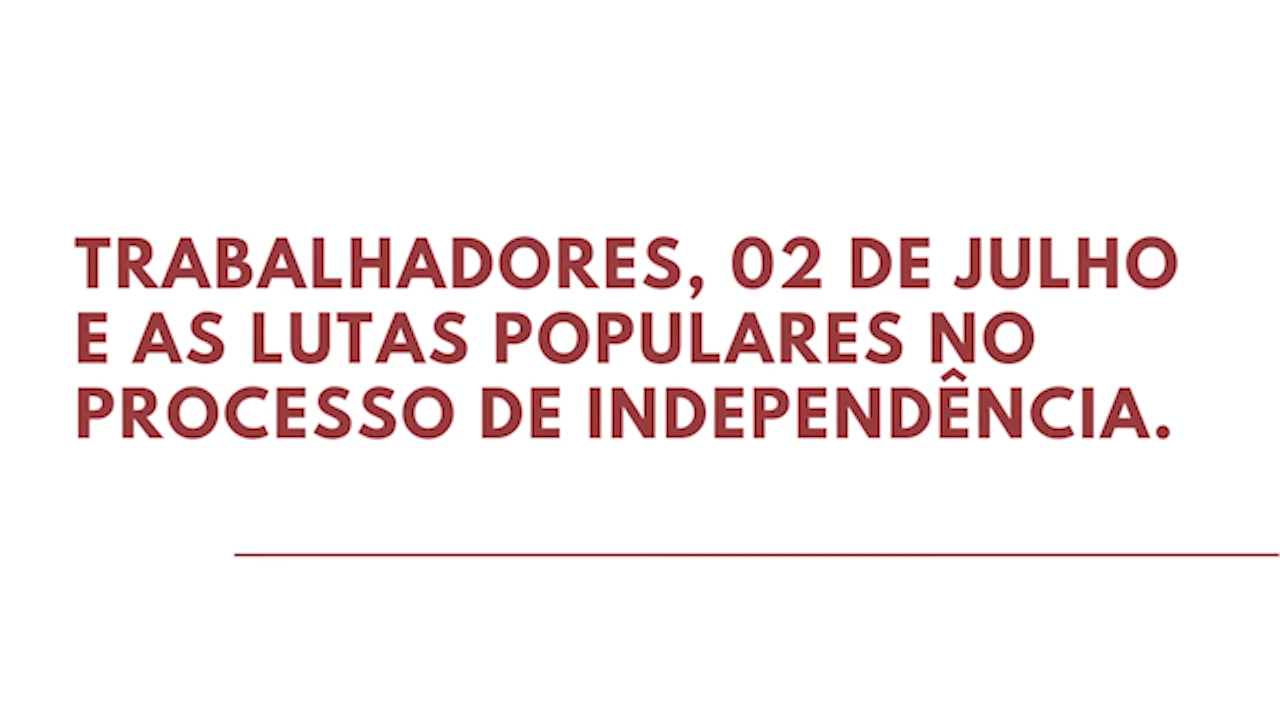 TRABALHADORES, 02 DE JULHO
E AS LUTAS POPULARES NO
PROCESSO DE INDEPENDÊNCIA.